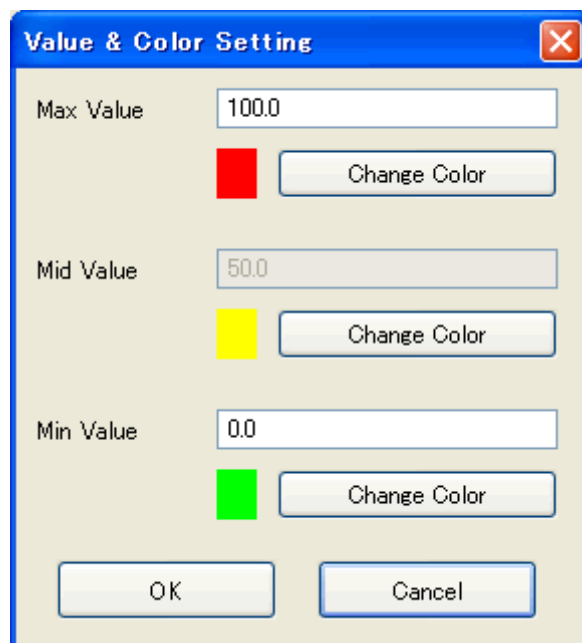 Value & Color Setting
Max Value 100.0
Change Color
Mid Value 50.0
Change Color
Min Value 0.0
Change Color
OK Cancel